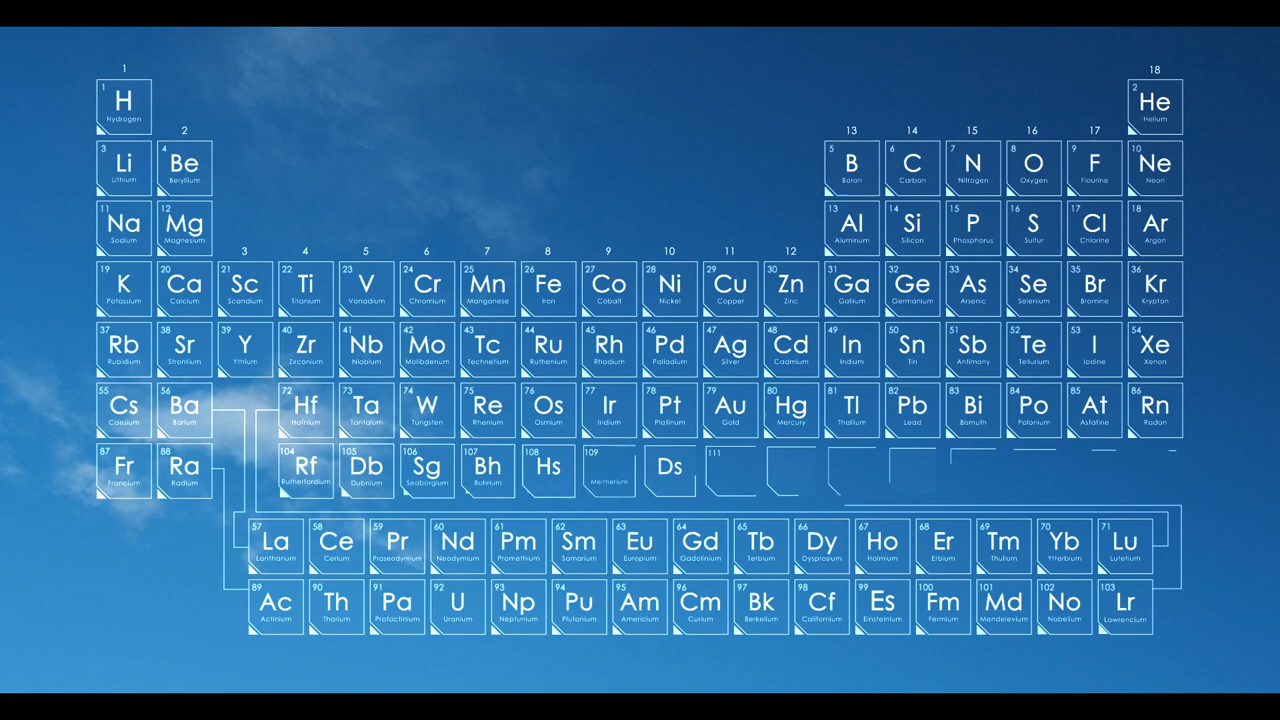 1 18
1 2
H He
Hydrogen Helium
2 13 14 15 16 17
3 4 5 6 7 8 9 10
Li Be B C N O F Ne
Lithium Beryllium Boron Carbon Nitrogen Oxygen Flourine Neon
11 12 13 14 15 16 17 18
Na Mg Al Si P S Cl Ar
Sodium Magnesium Aluminum Silicon Phosphorus Sulfur Chlorine Argon
3 4 5 6 7 8 9 10 11 12
19 20 21 22 23 24 25 26 27 28 29 30 31 32 33 34 35 36
K Ca Sc Ti V Cr Mn Fe Co Ni Cu Zn Ga Ge As Se Br Kr
Potassium Calcium Scandium Titanium Vanadium Chromium Manganese Iron Cobalt Nickel Copper Zinc Gallium Germanium Arsenic Selenium Bromine Krypton
37 38 39 40 41 42 43 44 45 46 47 48 49 50 51 52 53 54
Rb Sr Y Zr Nb Mo Tc Ru Rh Pd Ag Cd In Sn Sb Te I Xe
Rubidium Strontium Yttrium Zirconium Niobium Molibdenum Technetium Ruthenium Rhodium Palladium Silver Cadmium Indium Tin Antimony Tellurium Iodine Xenon
55 56 72 73 74 75 76 77 78 79 80 81 82 83 84 85 86
Cs Ba Hf Ta W Re Os Ir Pt Au Hg Tl Pb Bi Po At Rn
Caesium Barium Hafnium Tantalum Tungsten Rhenium Osmium Iridium Platinum Gold Mercury Thallium Lead Bismuth Polonium Astatine Radon
87 88 104 105 106 107 108 109 111
Fr Ra Rf Db Sg Bh Hs Ds
Francium Radium Rutherfordium Dubnium Seaborgium Bohrium Meitnerium
57 58 59 60 61 62 63 64 65 66 67 68 69 70 71
La Ce Pr Nd Pm Sm Eu Gd Tb Dy Ho Er Tm Yb Lu
Lanthanum Cerium Praseodymium Neodymium Promethium Samarium Europium Gadolinium Terbium Dysprosium Holmium Erbium Thulium Ytterbium Lutetium
89 90 91 92 93 94 95 96 97 98 99 100 101 102 103
Ac Th Pa U Np Pu Am Cm Bk Cf Es Fm Md No Lr
Actinium Thorium Protactinium Uranium Neptunium Plutonium Americium Curium Berkelium Californium Einsteinium Fermium Mendelevium Nobelium Lawrencium